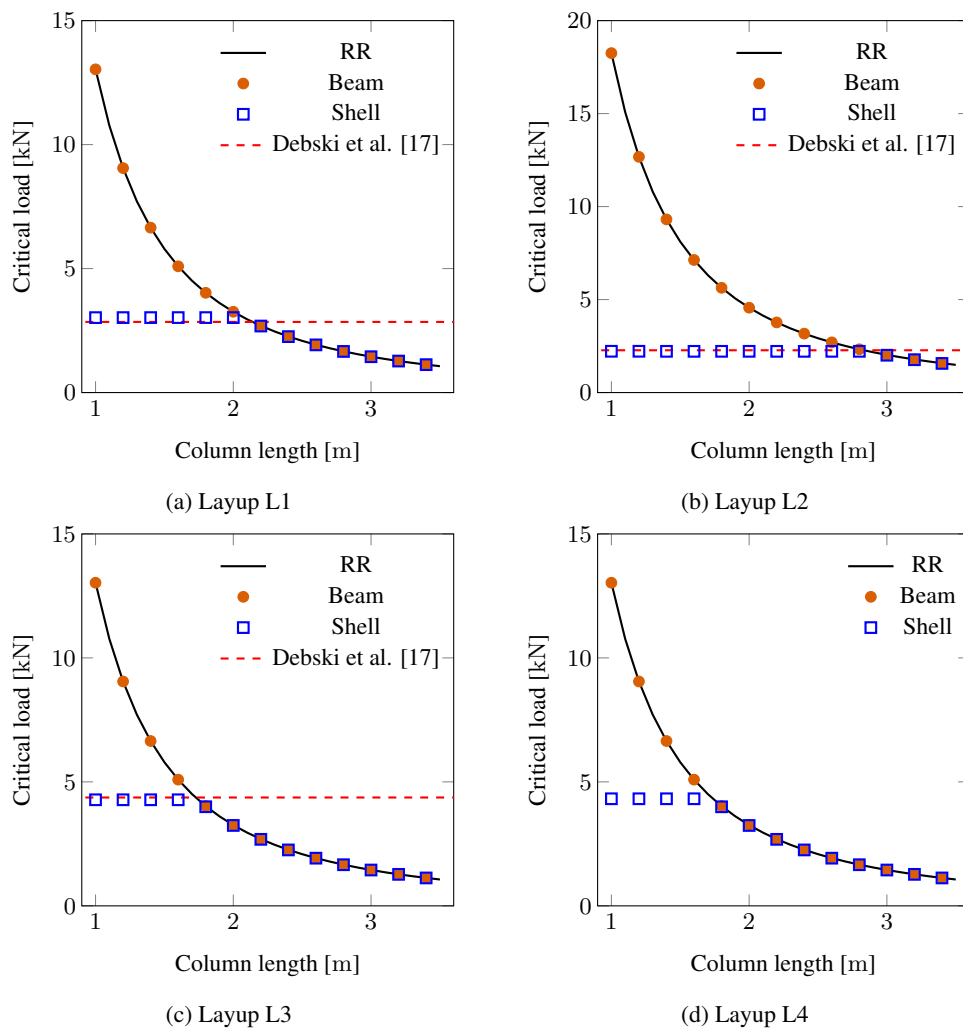 15
10
5
0
1
2
3
Critical load [kN]
Column length [m]
RR
Beam
Shell
Debski et al. [17]
(a) Layup L1
20
15
10
5
0
1
2
3
Critical load [kN]
Column length [m]
RR
Beam
Shell
Debski et al. [17]
(b) Layup L2
15
10
5
0
1
2
3
Critical load [kN]
Column length [m]
RR
Beam
Shell
Debski et al. [17]
(c) Layup L3
15
10
5
0
1
2
3
Critical load [kN]
Column length [m]
RR
Beam
Shell
(d) Layup L4